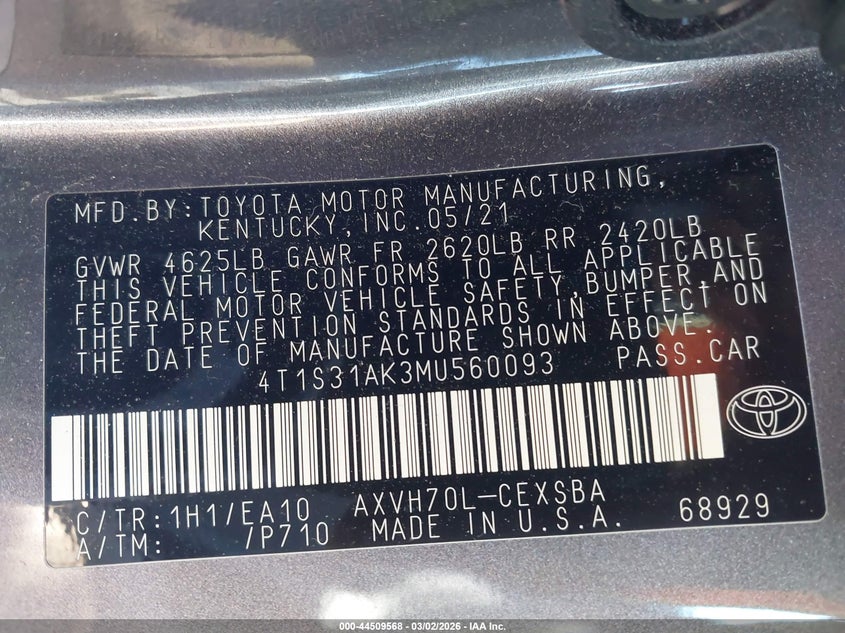 MFD.BY:TOYOTA MOTOR MANUFACTURING,
KENTUCKY,INC.05/21
GVWR 4625LB GAWR FR 2620LB RR 2420LB
THIS VEHICLE CONFORMS TO ALL APPLICABLE
FEDERAL MOTOR VEHICLE SAFETY,BUMPER,AND
THEFT PREVENTION STANDARDS IN EFFECT ON
THE DATE OF MANUFACTURE SHOWN ABOVE.
4T1S31AK3MU560093 PASS.CAR
C/TR:1H1/EA10 AXVH70L-CEXSBA
A/TM: /P710 MADE IN U.S.A. 68929
000-44509568 — 03/02/2026 — IAA Inc.